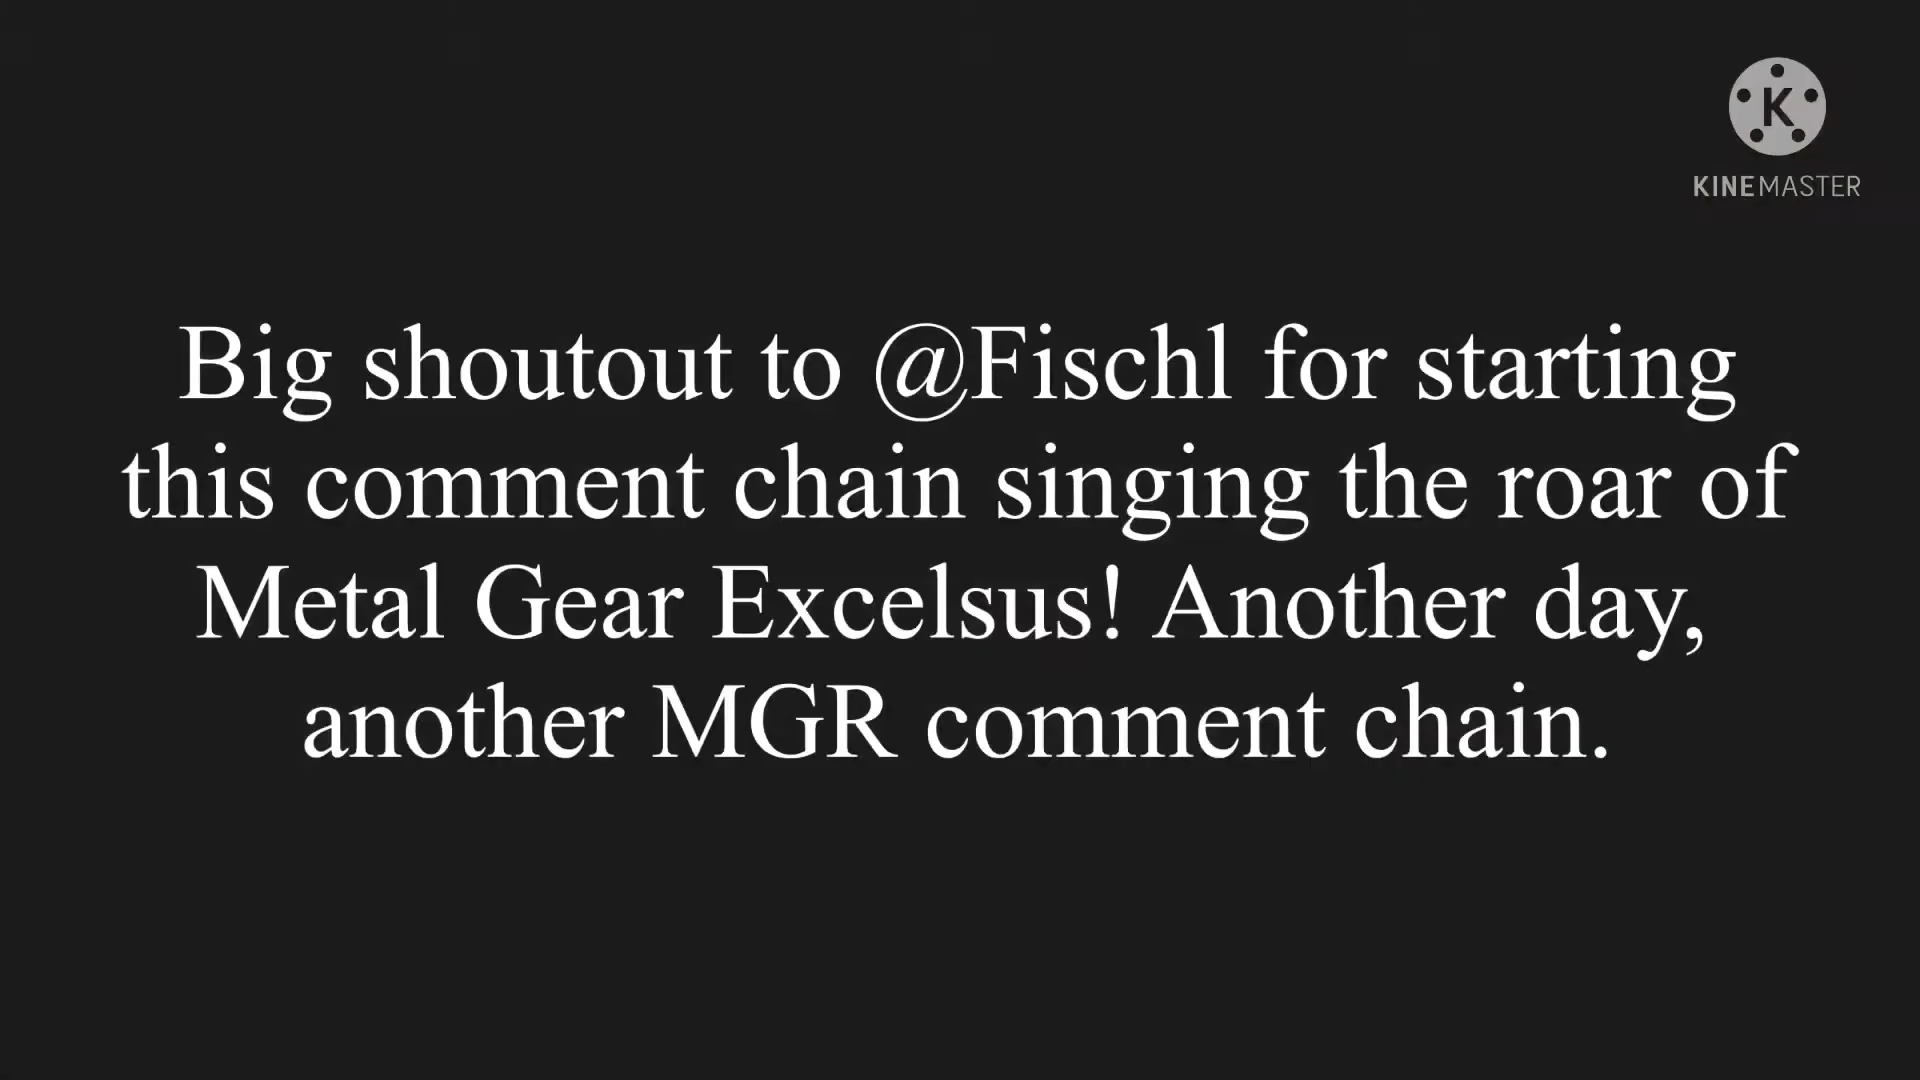 K
KINEMASTER
Big shoutout to @Fischl for starting
this comment chain singing the roar of
Metal Gear Excelsus! Another day,
another MGR comment chain.